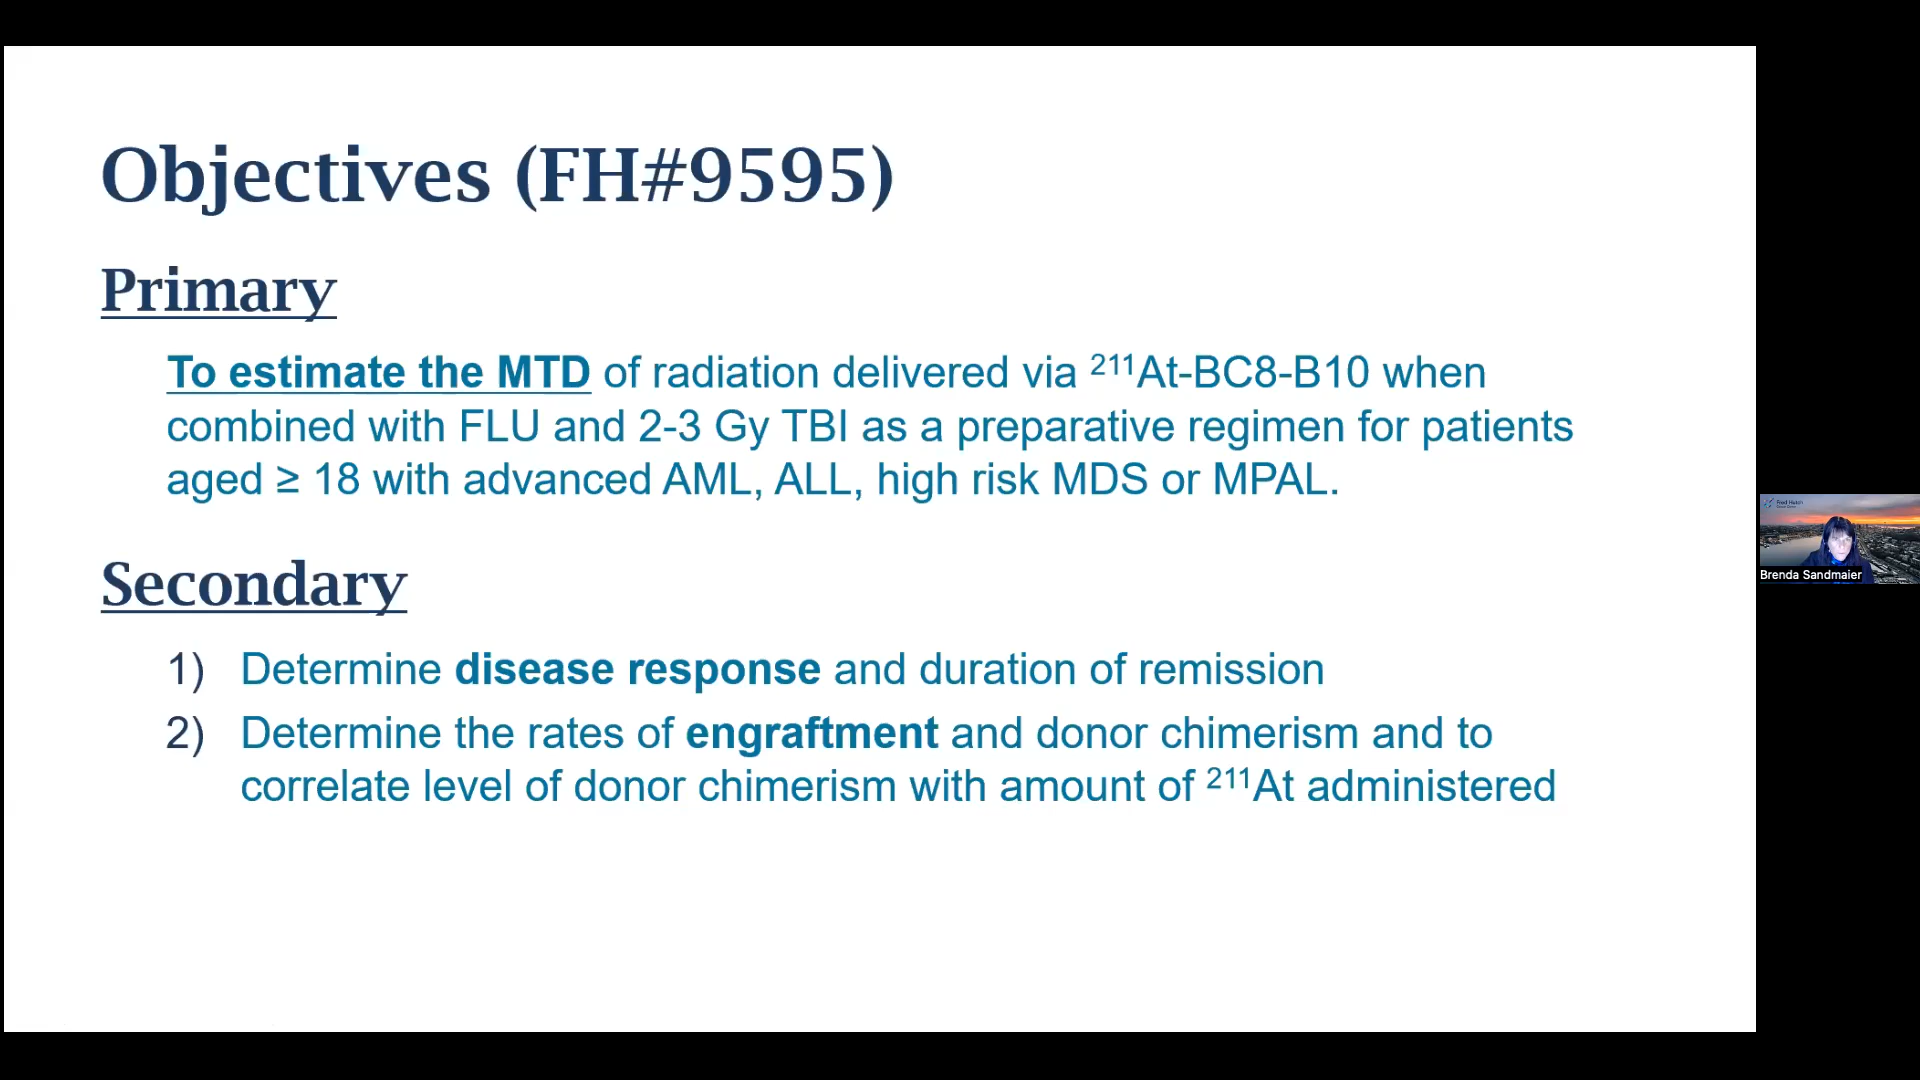 Objectives (FH#9595)
Primary
To estimate the MTD of radiation delivered via ²¹¹At-BC8-B10 when
combined with FLU and 2-3 Gy TBI as a preparative regimen for patients
aged ≥ 18 with advanced AML, ALL, high risk MDS or MPAL.
Secondary
1) Determine disease response and duration of remission
2) Determine the rates of engraftment and donor chimerism and to
correlate level of donor chimerism with amount of ²¹¹At administered
Fred Hutch
Brenda Sandmaier